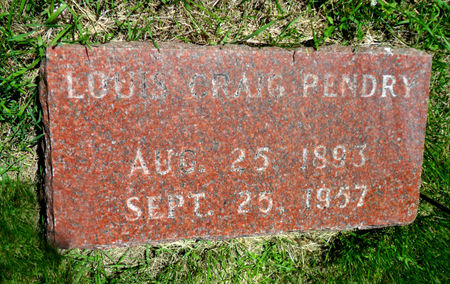 LOUIS CRAIG PENDRY
AUG. 25, 1893
SEPT. 25, 1957